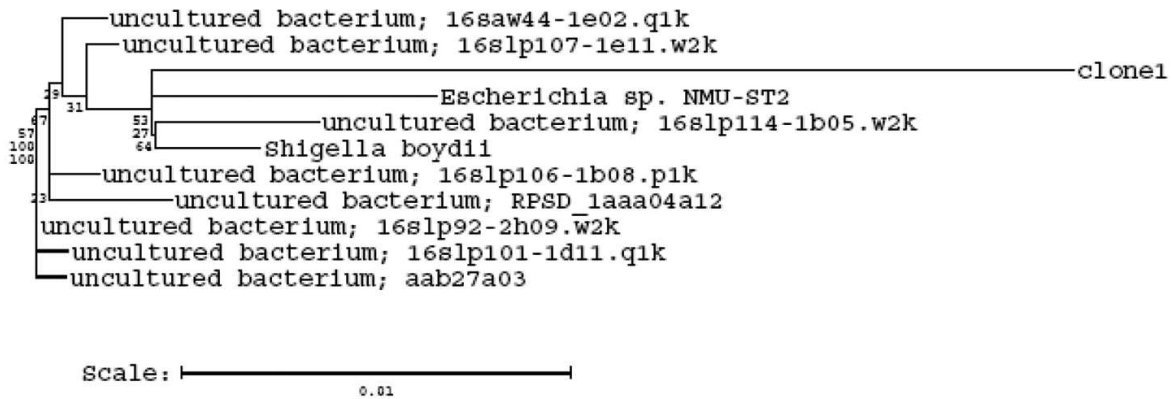 uncultured bacterium; 16saw44-1e02.q1k
uncultured bacterium; 16slp107-1e11.w2k
clone1
29
31
Escherichia sp. NMU-ST2
67
53
uncultured bacterium; 16slp114-1b05.w2k
57
27
100
64
Shigella boydii
100
uncultured bacterium; 16slp106-1b08.p1k
23
uncultured bacterium; RPSD_1aaa04a12
uncultured bacterium; 16slp92-2h09.w2k
uncultured bacterium; 16slp101-1d11.q1k
uncultured bacterium; aab27a03
Scale:
0.01